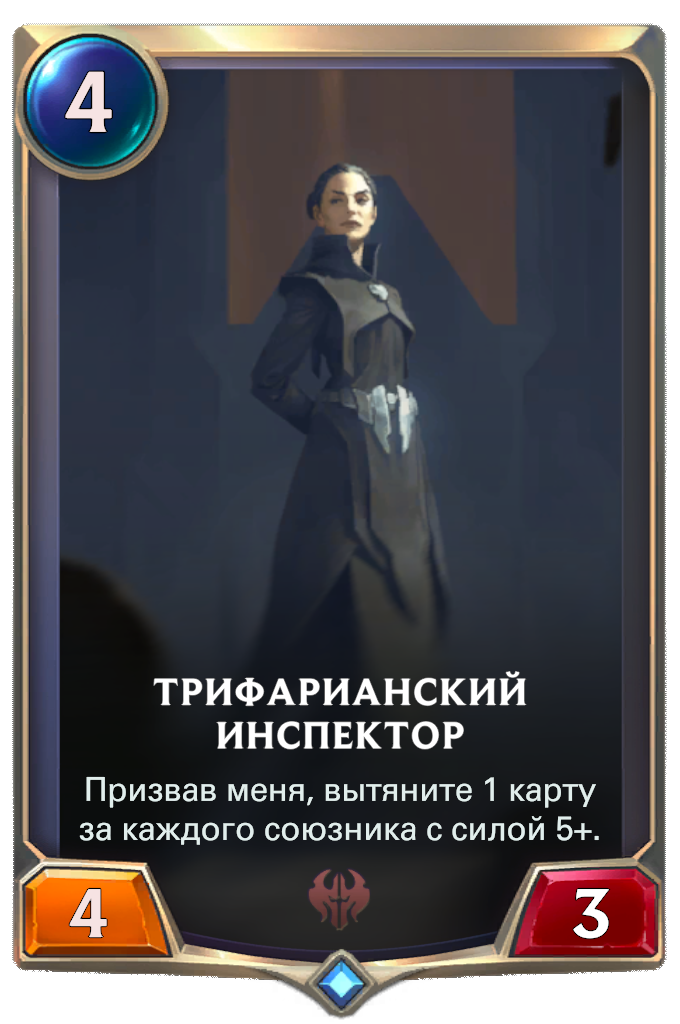 4
ТРИФАРИАНСКИЙ
ИНСПЕКТОР
Призвав меня, вытяните 1 карту
за каждого союзника с силой 5+.
4
3